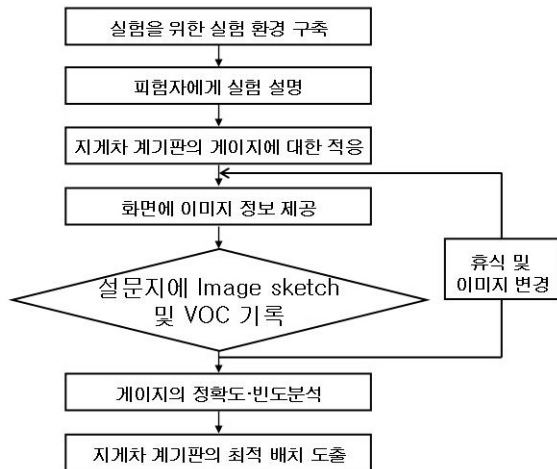 실험을 위한 실험 환경 구축
피험자에게 실험 설명
지게차 계기판의 게이지에 대한 적응
화면에 이미지 정보 제공
설문지에 Image sketch
및 VOC 기록
휴식 및
이미지 변경
게이지의 정확도·빈도분석
지게차 계기판의 최적 배치 도출